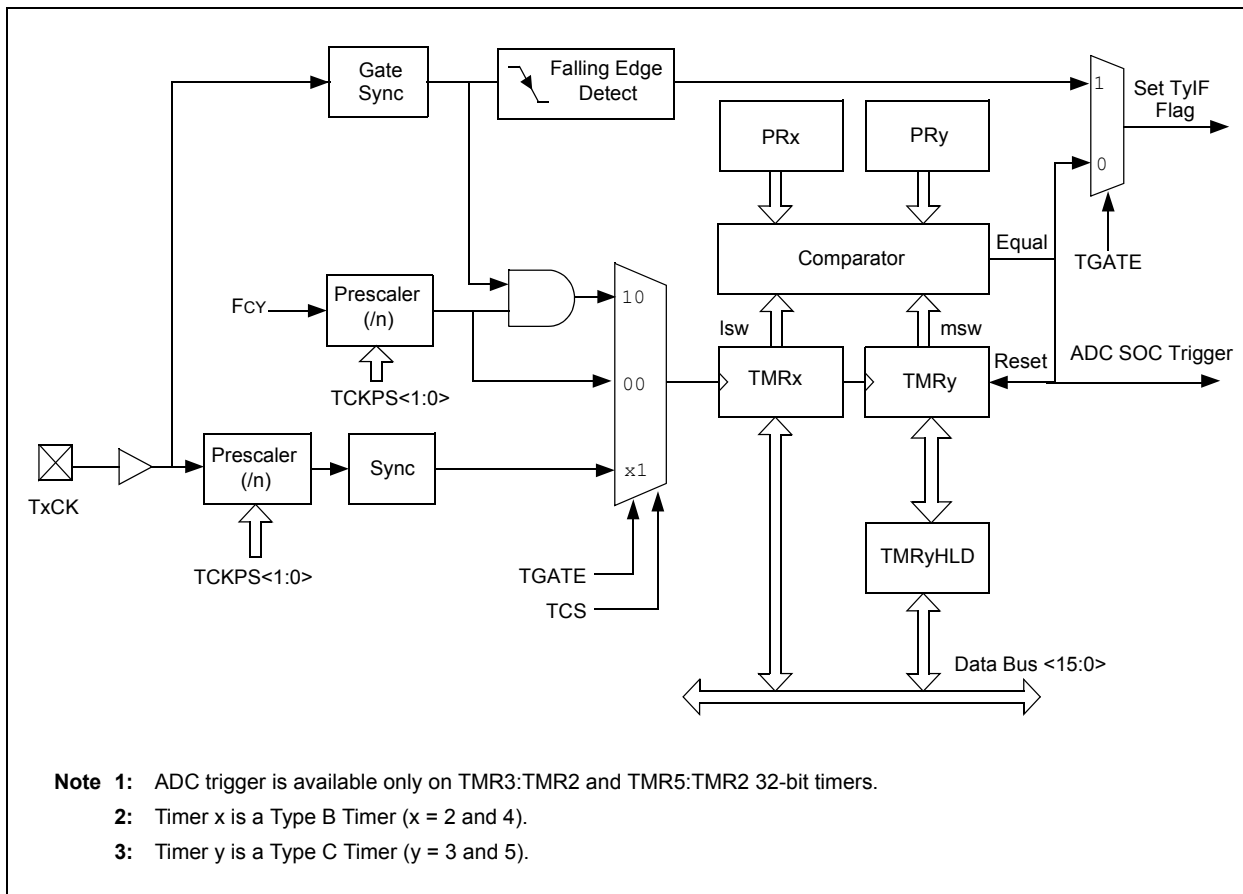 Gate
Sync
Falling Edge
Detect
1
Set TyIF
Flag
PRx
PRy
0
Equal
Comparator
TGATE
FCY
Prescaler
(/n)
10
lsw
msw
TCKPS<1:0>
00
TMRx
TMRy
Reset
ADC SOC Trigger
TxCK
Prescaler
(/n)
Sync
x1
TCKPS<1:0>
TGATE
TCS
TMRyHLD
Data Bus <15:0>
Note 1: ADC trigger is available only on TMR3:TMR2 and TMR5:TMR2 32-bit timers.
2: Timer x is a Type B Timer (x = 2 and 4).
3: Timer y is a Type C Timer (y = 3 and 5).